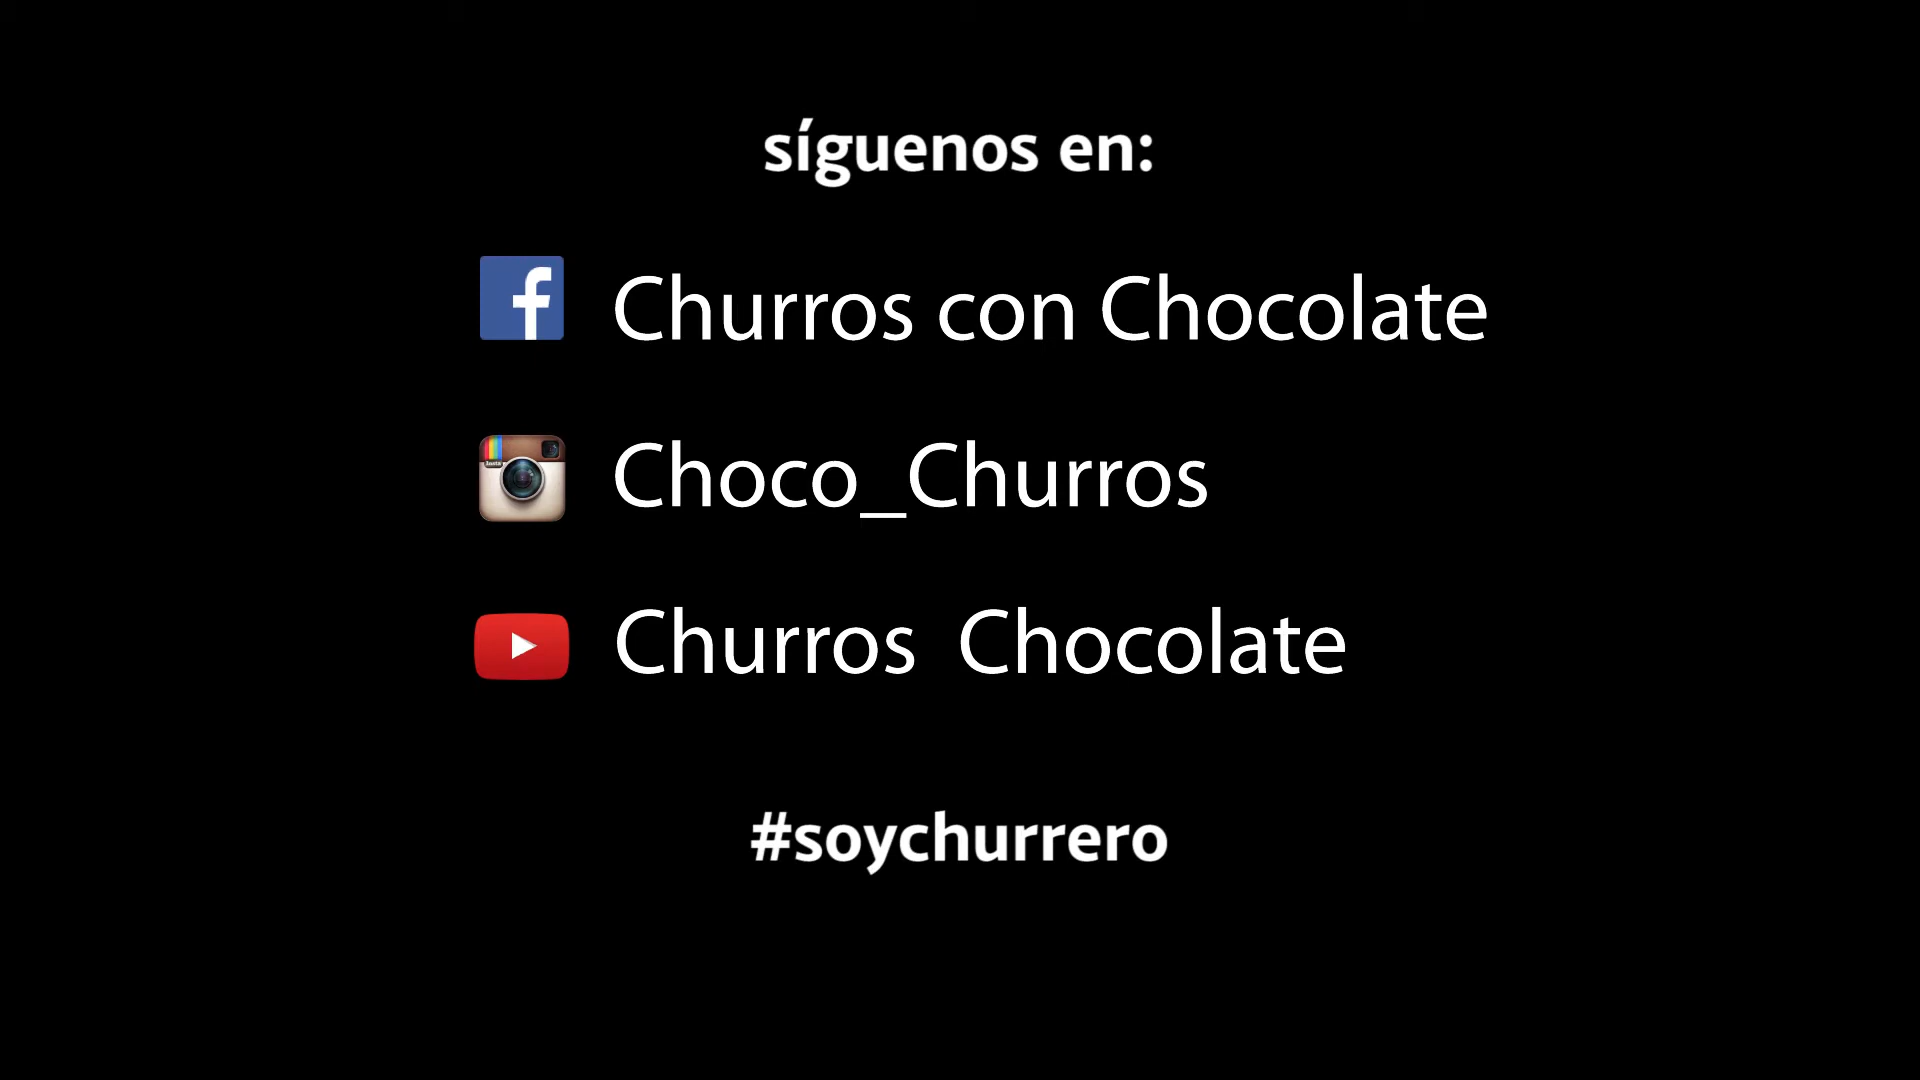 síguenos en:
Churros con Chocolate
Choco_Churros
Churros  Chocolate
#soychurrero